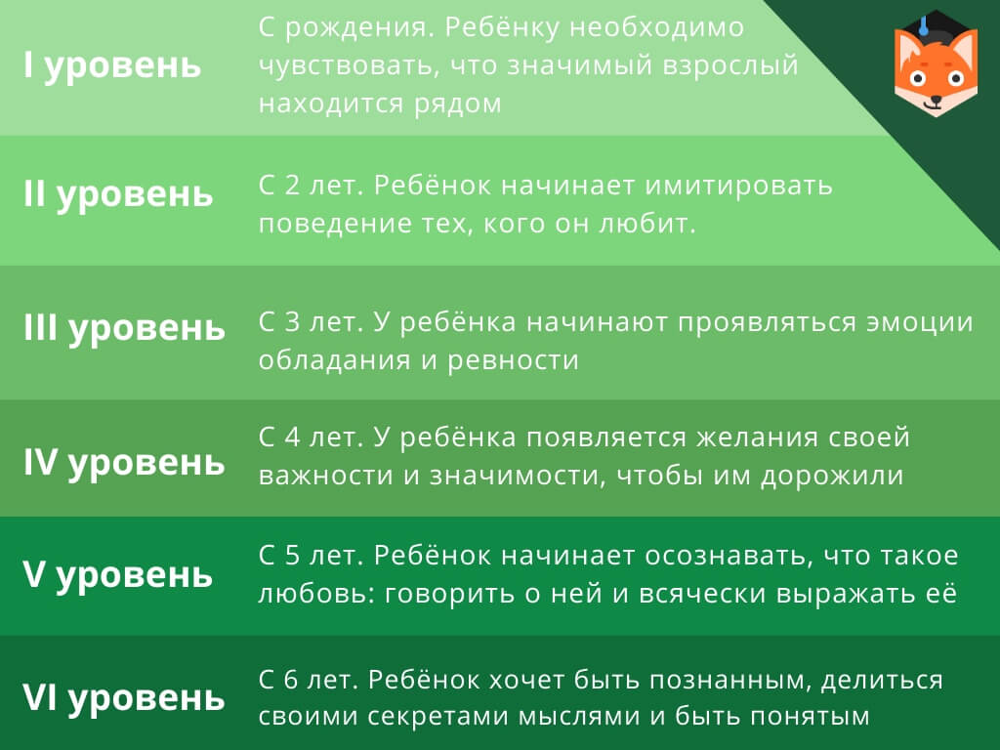 I уровень
С рождения. Ребёнку необходимо
чувствовать, что значимый взрослый
находится рядом
II уровень
С 2 лет. Ребёнок начинает имитировать
поведение тех, кого он любит.
III уровень
С 3 лет. У ребёнка начинают проявляться эмоции
обладания и ревности
IV уровень
С 4 лет. У ребёнка появляется желания своей
важности и значимости, чтобы им дорожили
V уровень
С 5 лет. Ребёнок начинает осознавать, что такое
любовь: говорить о ней и всячески выражать её
VI уровень
С 6 лет. Ребёнок хочет быть познанным, делиться
своими секретами мыслями и быть понятым